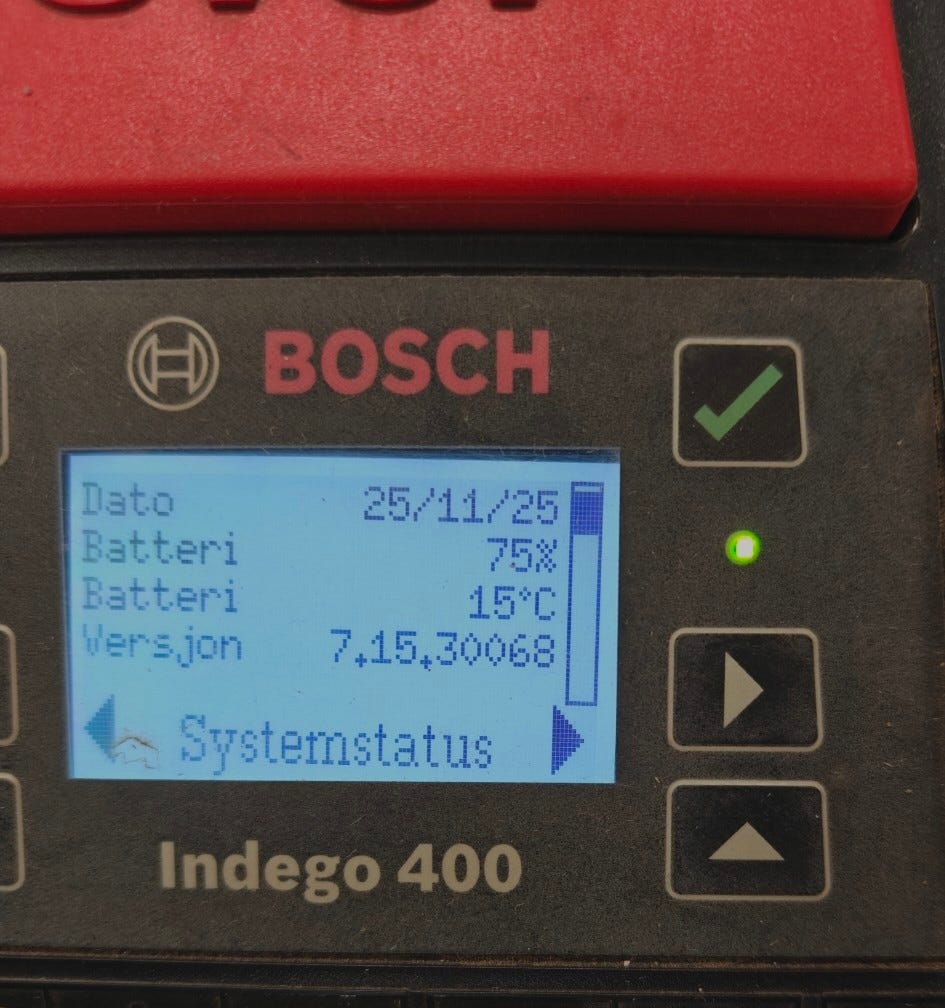 BOSCH
Dato 25/11/25
Batteri 75%
Batteri 15°C
Versjon 7.15.30068
Systemstatus
Indego 400